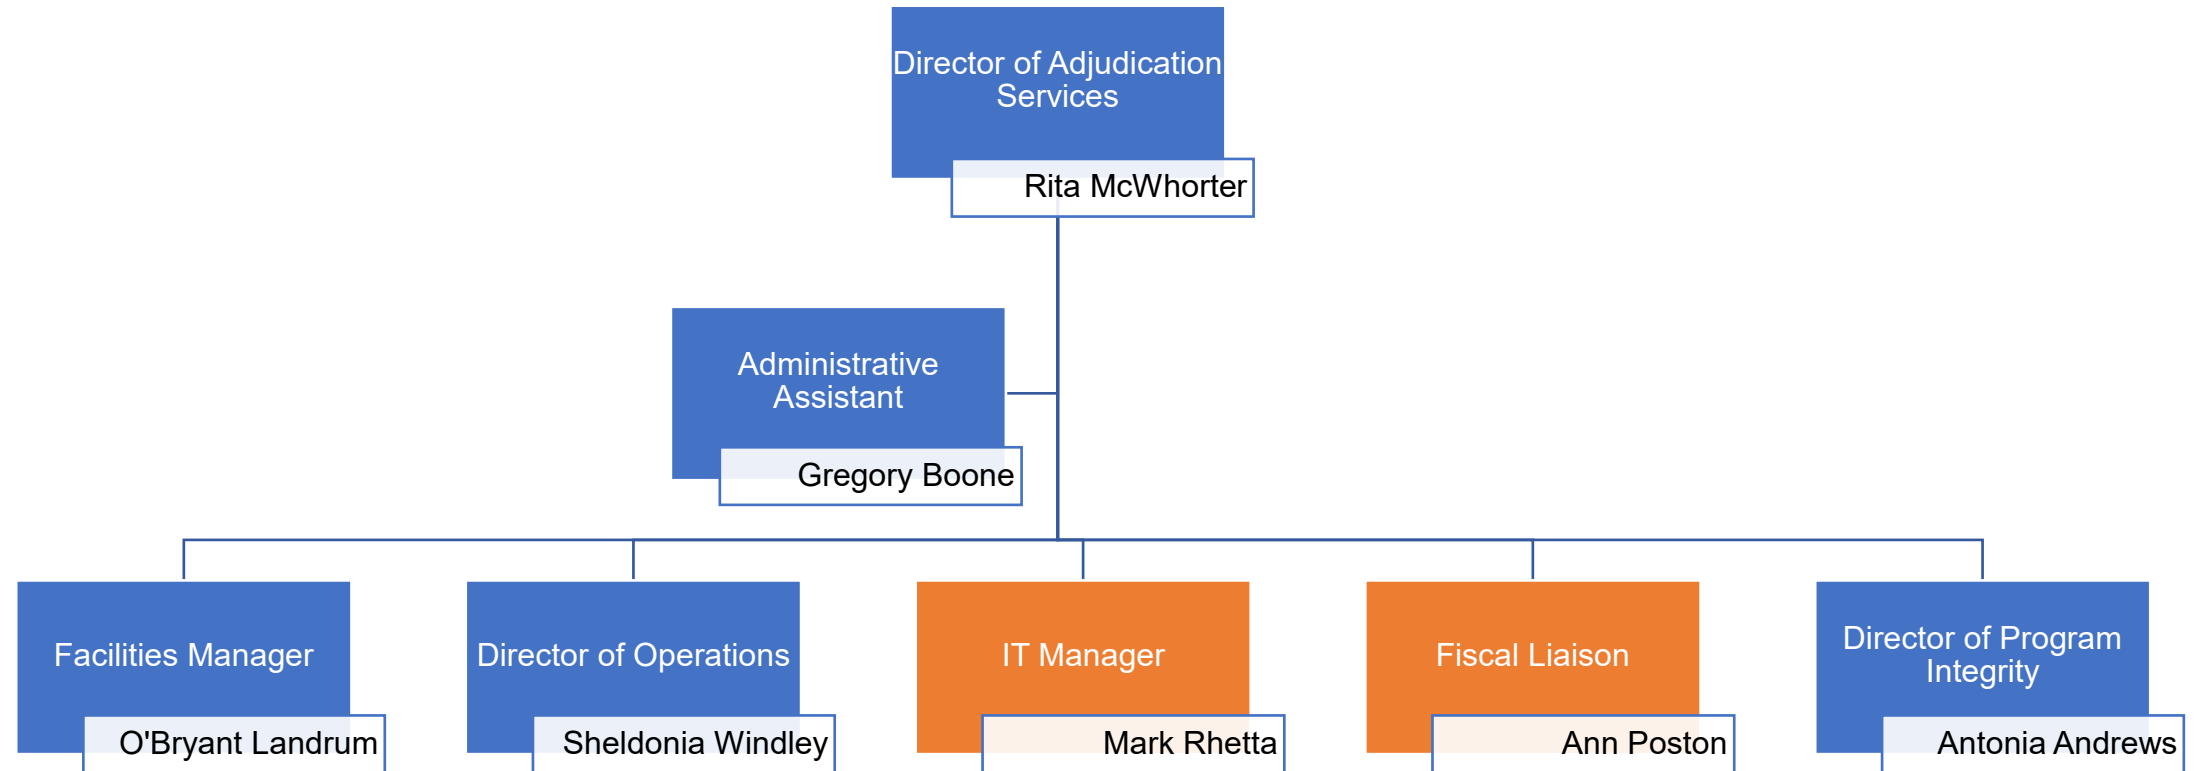 Director of Adjudication
Services
Rita McWhorter
Administrative
Assistant
Gregory Boone
Facilities Manager
O'Bryant Landrum
Director of Operations
Sheldonia Windley
IT Manager
Mark Rhetta
Fiscal Liaison
Ann Poston
Director of Program
Integrity
Antonia Andrews